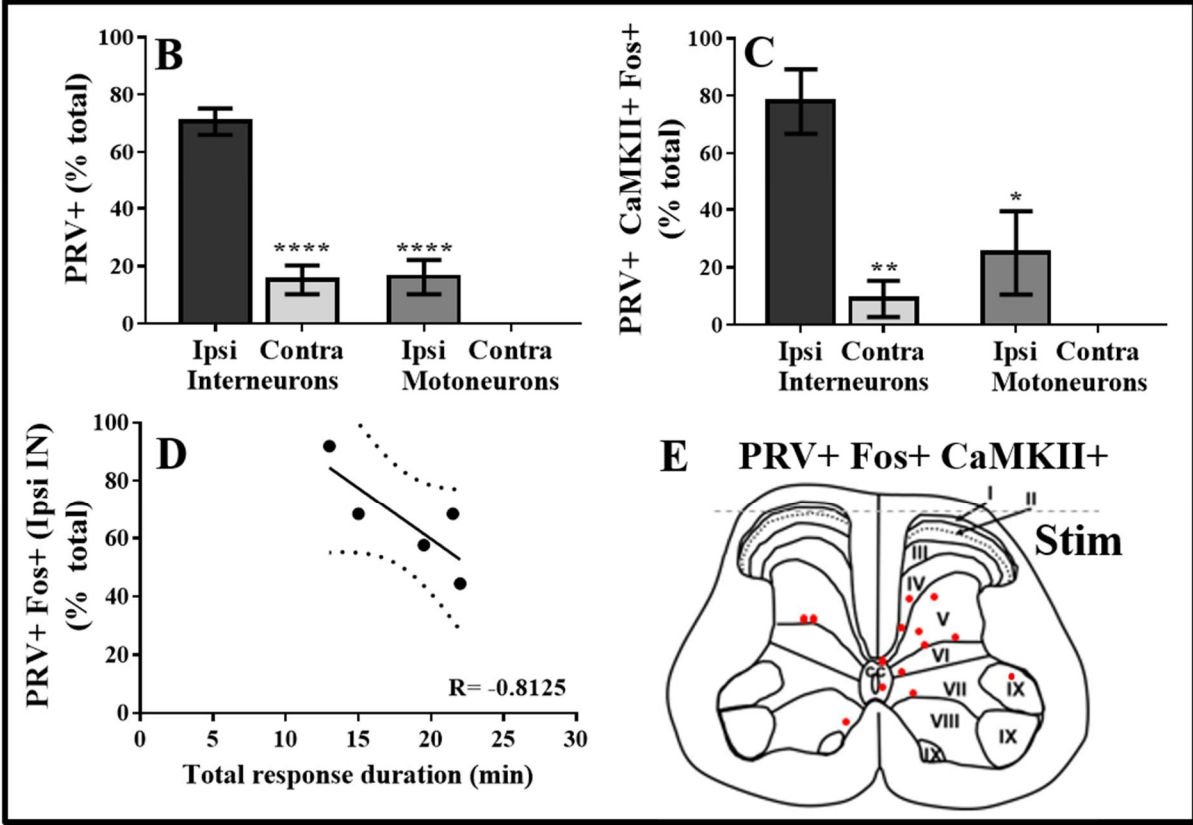 B
PRV+ (% total)
100
80
60
40
20
0
****
****
Ipsi Contra
Interneurons
Ipsi Contra
Motoneurons
C
PRV+ CaMKII+ Fos+
(% total)
100
80
60
40
20
0
**
*
Ipsi Contra
Interneurons
Ipsi Contra
Motoneurons
D
PRV+ Fos+ (Ipsi IN)
(% total)
100
80
60
40
20
0
R= -0.8125
0 5 10 15 20 25 30
Total response duration (min)
E PRV+ Fos+ CaMKII+
I II
Stim
III
IV
V
VI
CC
VII
IX
VIII
IX
IX